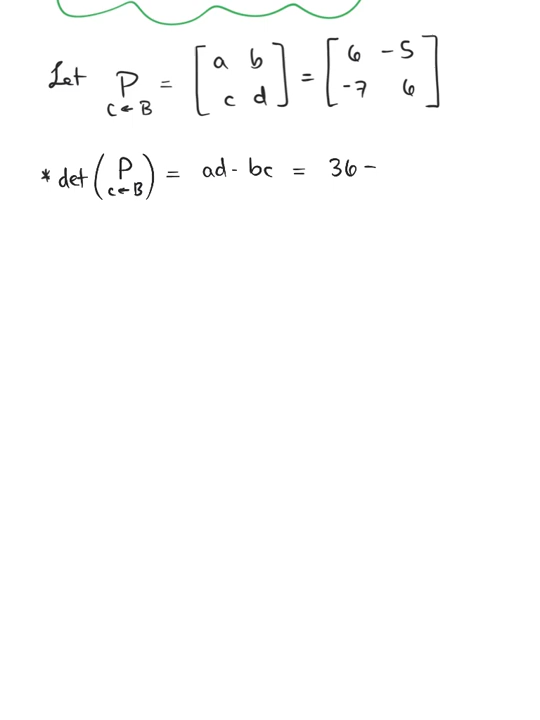 Let P C←B = [a b c d] = [6 -5 -7 6]
* det(P C←B) = ad - bc = 36 -